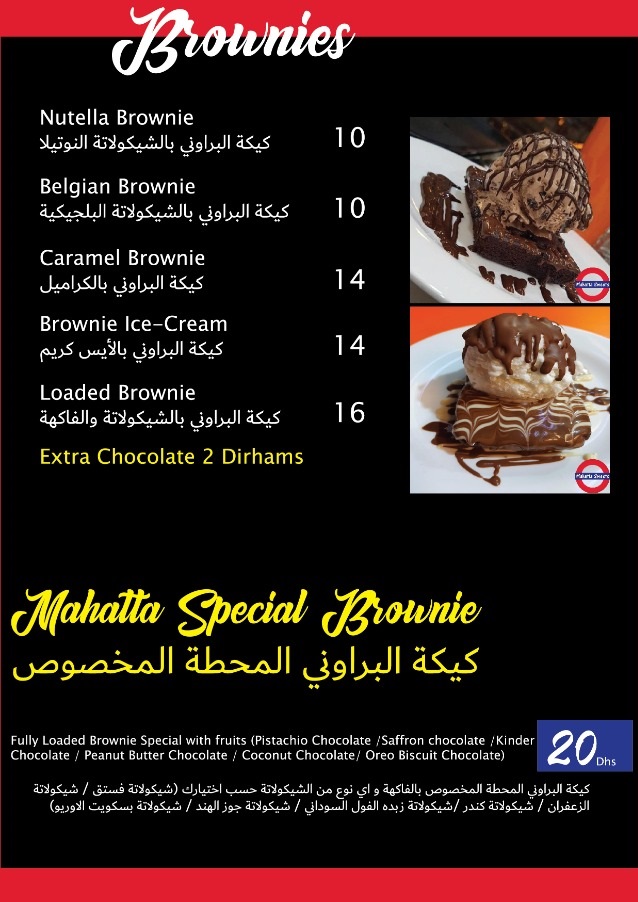 Brownies
Nutella Brownie
كيكة البراوني بالشيكولاتة النوتيلا
10
Belgian Brownie
كيكة البراوني بالشيكولاتة البلجيكية
10
Caramel Brownie
كيكة البراوني بالكراميل
14
Brownie Ice-Cream
كيكة البراوني بالأيس كريم
14
Loaded Brownie
كيكة البراوني بالشيكولاتة والفاكهة
16
Extra Chocolate 2 Dirhams
Mahatta Sweets
Mahatta Sweets
Mahatta Special Brownie
كيكة البراوني المحطة المخصوص
Fully Loaded Brownie Special with fruits (Pistachio Chocolate /Saffron chocolate /Kinder
Chocolate / Peanut Butter Chocolate / Coconut Chocolate/ Oreo Biscuit Chocolate)
20 Dhs
كيكة البراوني المحطة المخصوص بالفاكهة و اي نوع من الشيكولاتة حسب اختيارك (شيكولاتة فستق / شيكولاتة
الزعفران / شيكولاتة كندر /شيكولاتة زبده الفول السوداني / شيكولاتة جوز الهند / شيكولاتة بسكويت الاوريو)